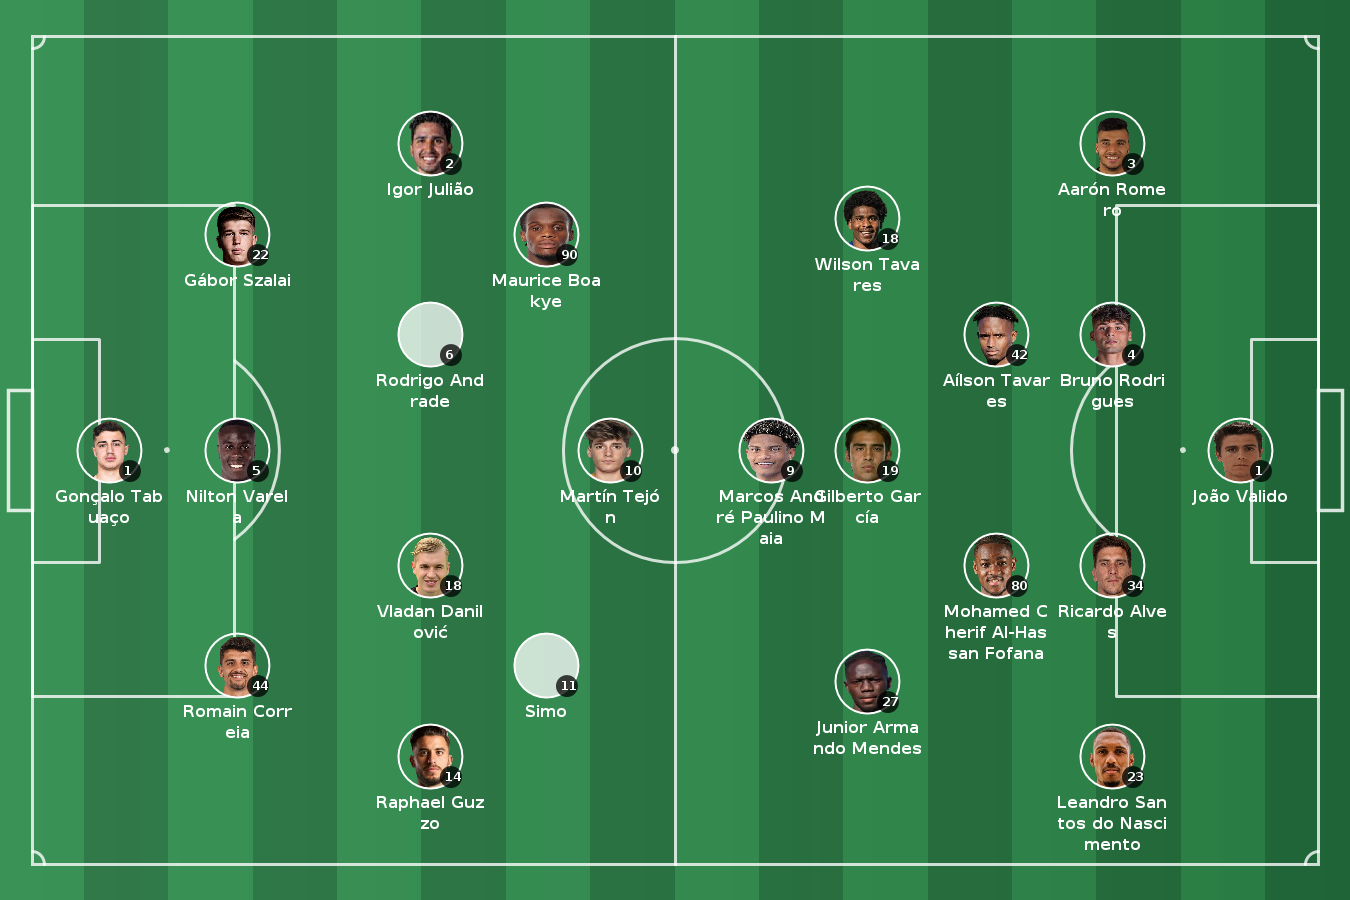 1
Gonçalo Tab
uaço
22
Gábor Szalai
5
Nilton Varel
a
44
Romain Corr
eia
2
Igor Julião
6
Rodrigo And
rade
18
Vladan Danil
ović
14
Raphael Guz
zo
90
Maurice Boa
kye
11
Simo
10
Martín Tejó
n
9
Marcos And
ré Paulino M
aia
18
Wilson Tava
res
19
Gilberto Gar
cía
27
Junior Arma
ndo Mendes
42
Aílson Tavar
es
80
Mohamed C
herif Al-Has
san Fofana
3
Aarón Rome
ro
4
Bruno Rodri
gues
34
Ricardo Alve
s
23
Leandro San
tos do Nasci
mento
1
João Valido